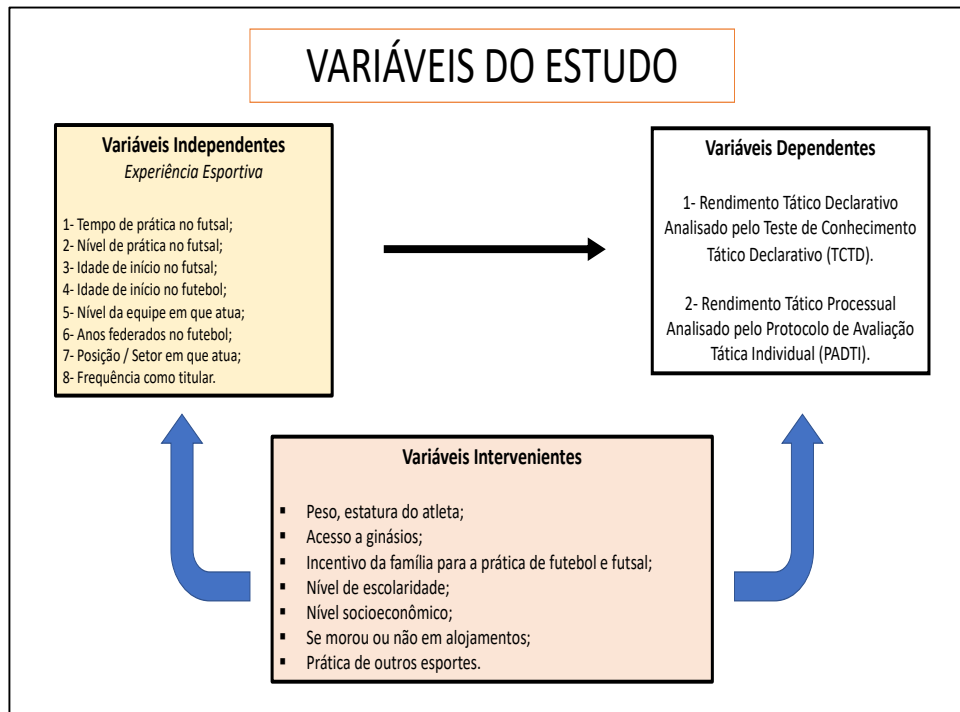 VARIÁVEIS DO ESTUDO
Variáveis Independentes
Experiência Esportiva
1- Tempo de prática no futsal;
2- Nível de prática no futsal;
3- Idade de início no futsal;
4- Idade de início no futebol;
5- Nível da equipe em que atua;
6- Anos federados no futebol;
7- Posição / Setor em que atua;
8- Frequência como titular.
Variáveis Dependentes
1- Rendimento Tático Declarativo
Analisado pelo Teste de Conhecimento
Tático Declarativo (TCTD).
2- Rendimento Tático Processual
Analisado pelo Protocolo de Avaliação
Tática Individual (PADTI).
Variáveis Intervenientes
▪ Peso, estatura do atleta;
▪ Acesso a ginásios;
▪ Incentivo da família para a prática de futebol e futsal;
▪ Nível de escolaridade;
▪ Nível socioeconômico;
▪ Se morou ou não em alojamentos;
▪ Prática de outros esportes.